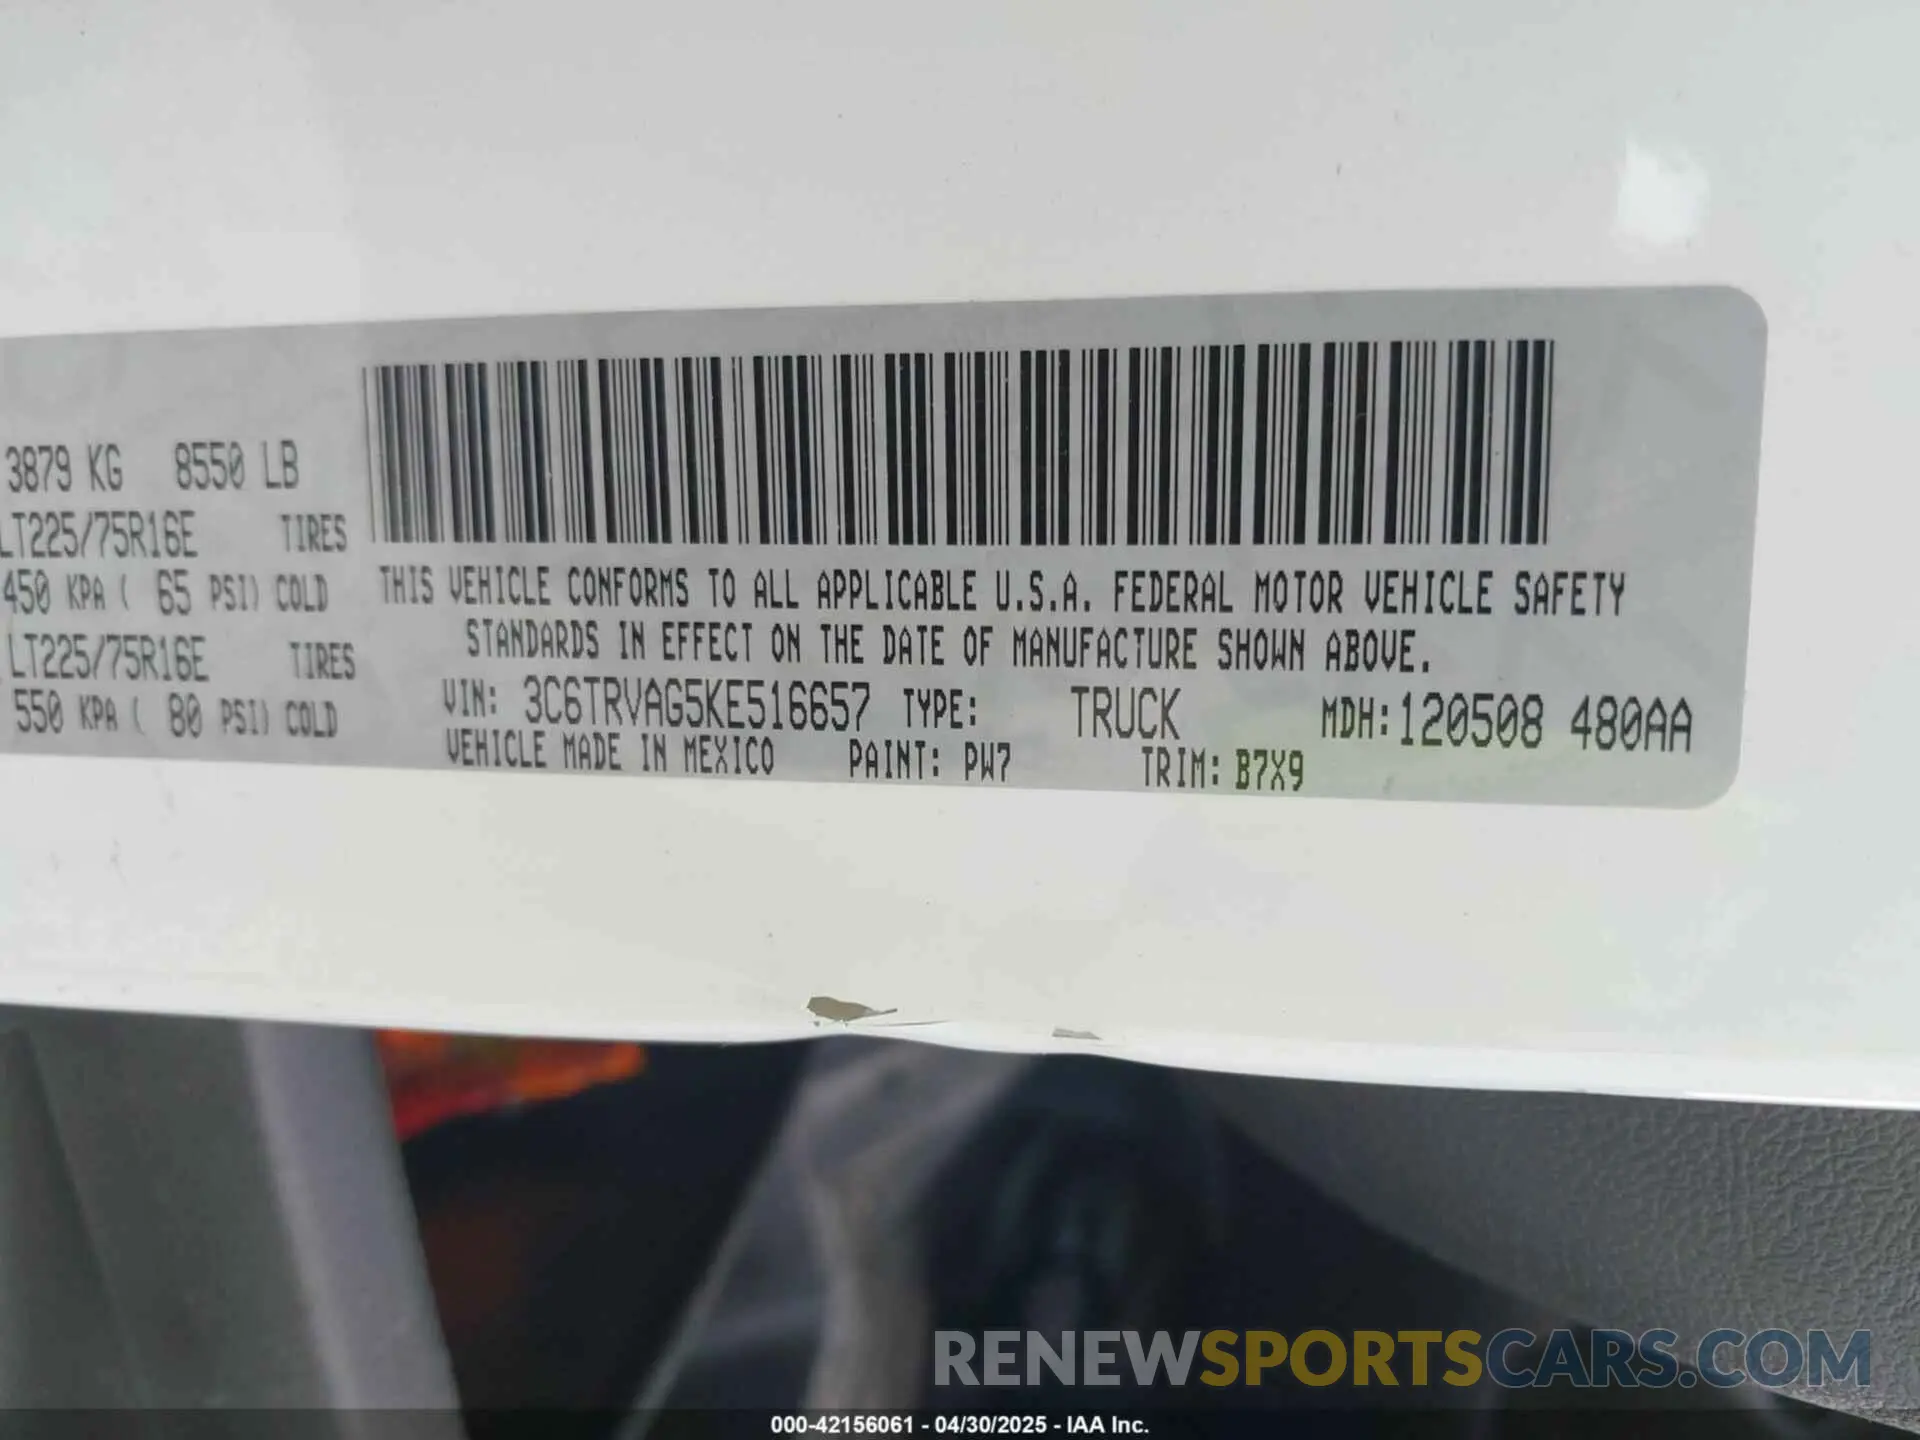 3879 KG 8550 LB
LT225/75R16E TIRES
450 KPA ( 65 PSI) COLD
LT225/75R16E TIRES
550 KPA ( 80 PSI) COLD
THIS VEHICLE CONFORMS TO ALL APPLICABLE U.S.A. FEDERAL MOTOR VEHICLE SAFETY
STANDARDS IN EFFECT ON THE DATE OF MANUFACTURE SHOWN ABOVE.
VIN: 3C6TRVAG5KE516657 TYPE: TRUCK MDH: 120508 480AA
VEHICLE MADE IN MEXICO PAINT: PW7 TRIM: B7X9
RENEWSPORTSCARS.COM
000-42156061 - 04/30/2025 - IAA Inc.